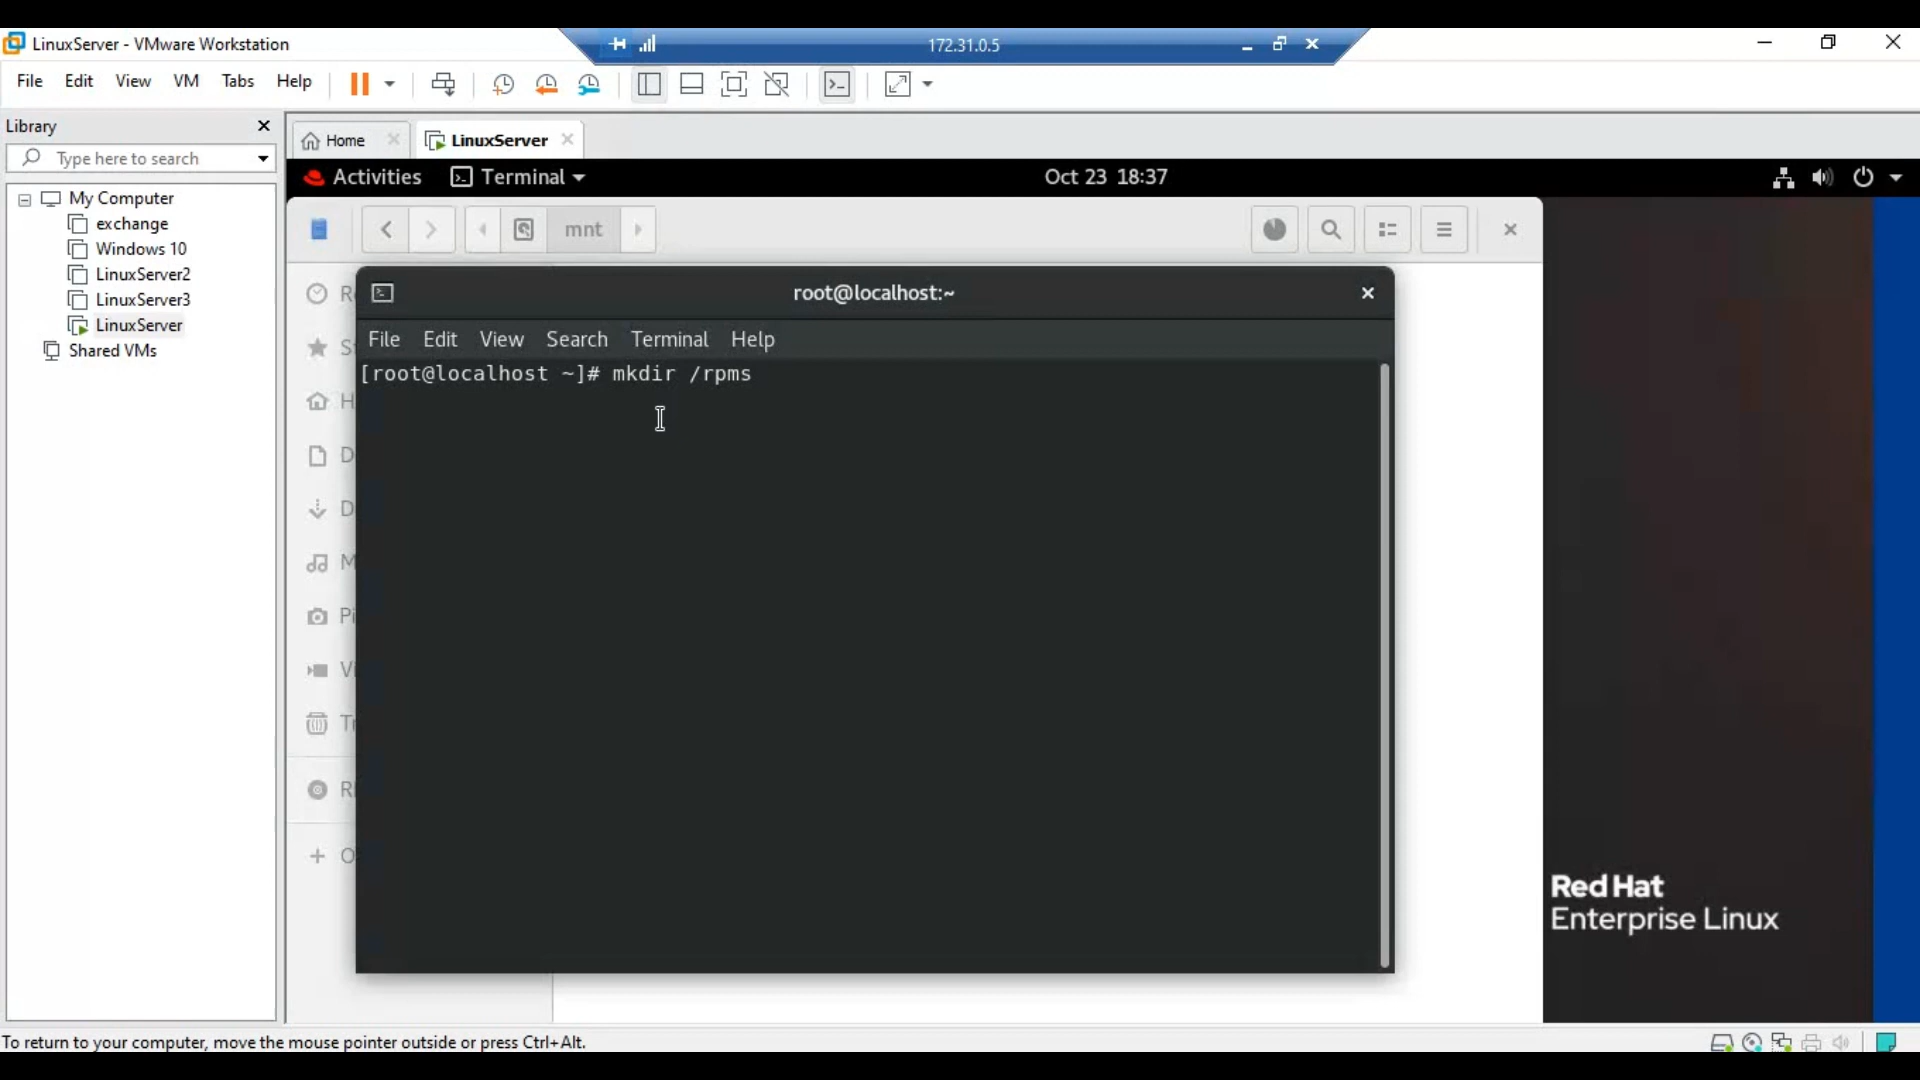 LinuxServer - VMware Workstation
172.31.0.5
File Edit View VM Tabs Help
Library
Type here to search
My Computer
exchange
Windows 10
LinuxServer2
LinuxServer3
LinuxServer
Shared VMs
Home
LinuxServer
Activities
Terminal
Oct 23 18:37
mnt
root@localhost:~
File Edit View Search Terminal Help
[root@localhost ~]# mkdir /rpms
Red Hat
Enterprise Linux
To return to your computer, move the mouse pointer outside or press Ctrl+Alt.